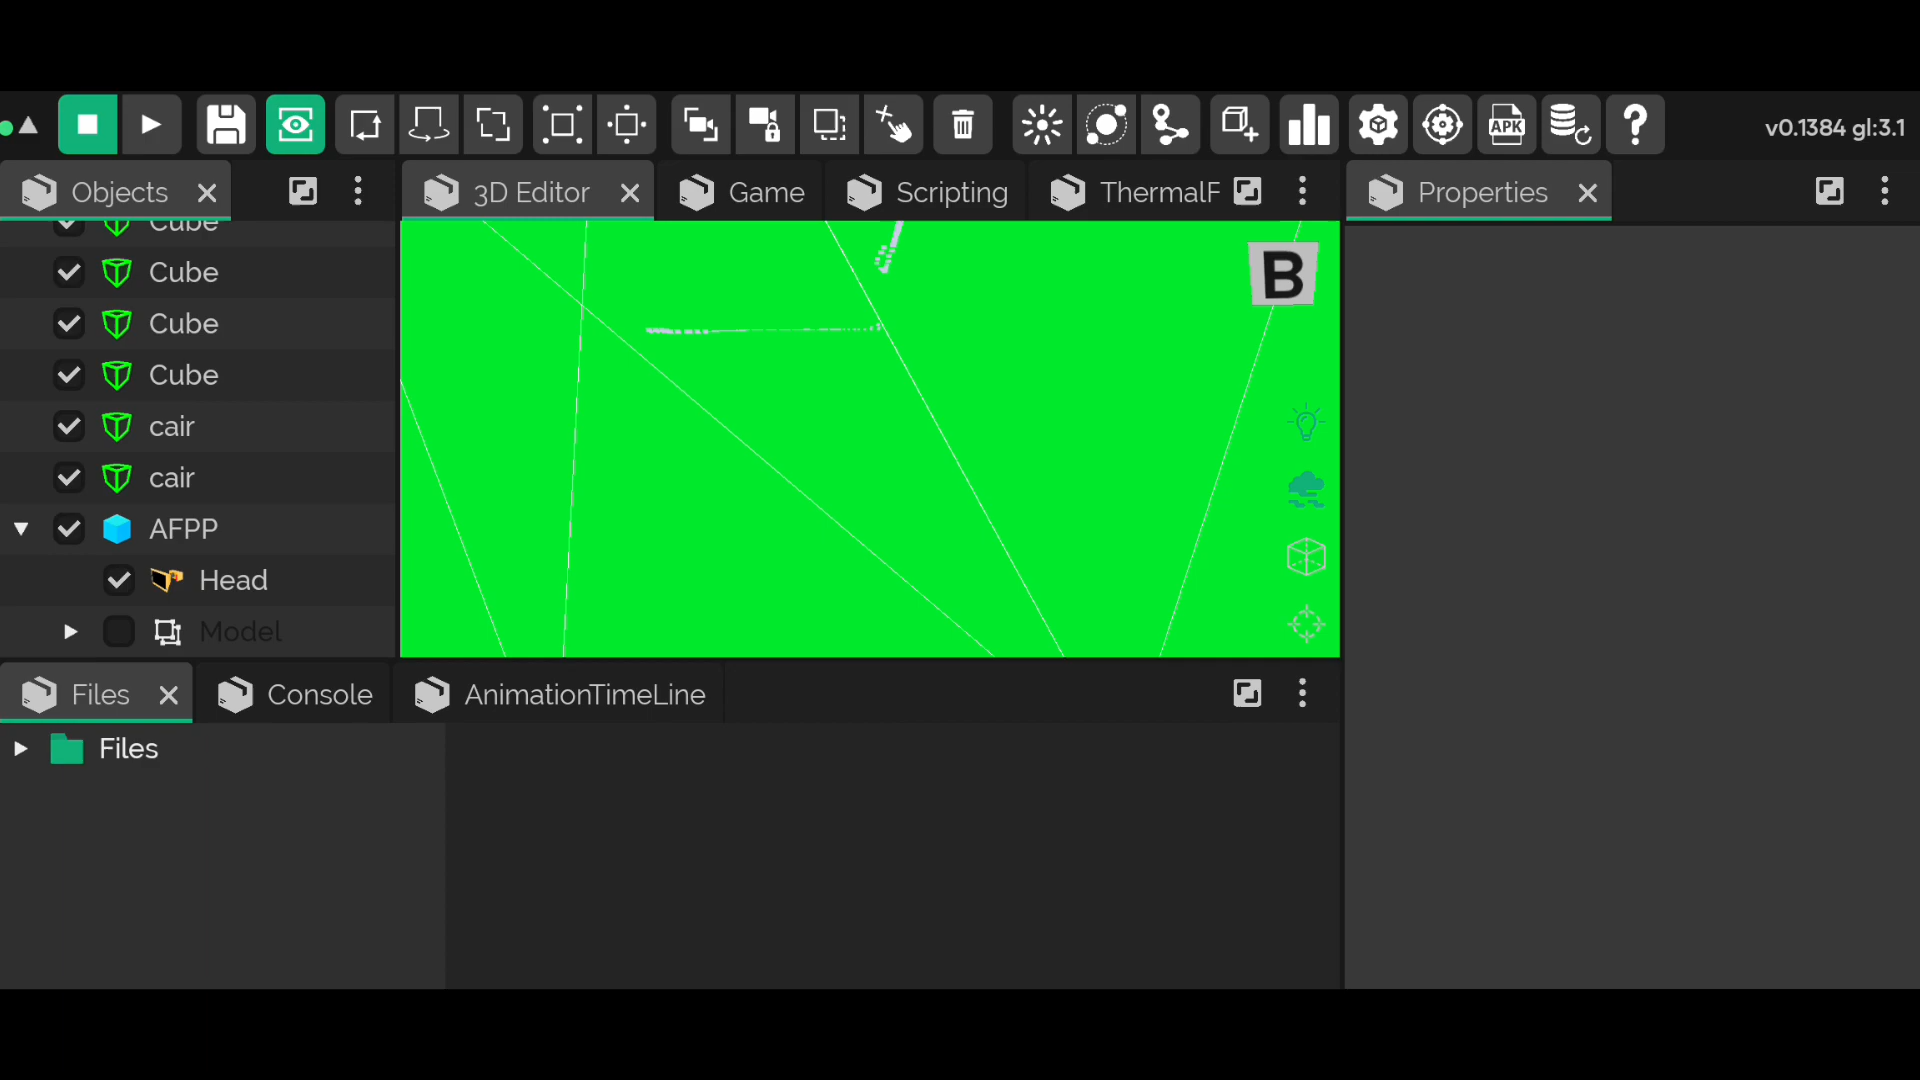 APK
?
v0.1384 gl:3.1
Objects
3D Editor
Game
Scripting
ThermalF
Properties
Cube
Cube
Cube
Cube
cair
cair
AFPP
Head
Model
B
Files
Console
AnimationTimeLine
Files